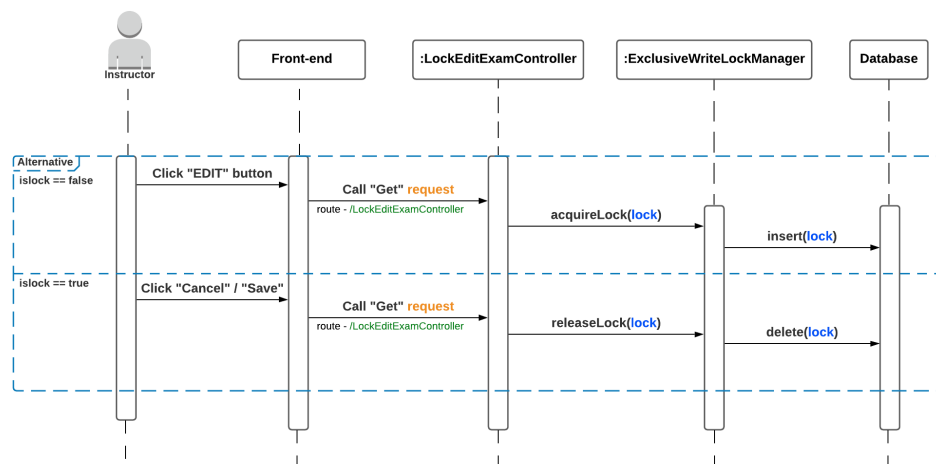 Instructor
Front-end
:LockEditExamController
:ExclusiveWriteLockManager
Database
Alternative
islock == false
Click "EDIT" button
Call "Get" request
route - /LockEditExamController
acquireLock(lock)
insert(lock)
islock == true
Click "Cancel" / "Save"
Call "Get" request
route - /LockEditExamController
releaseLock(lock)
delete(lock)